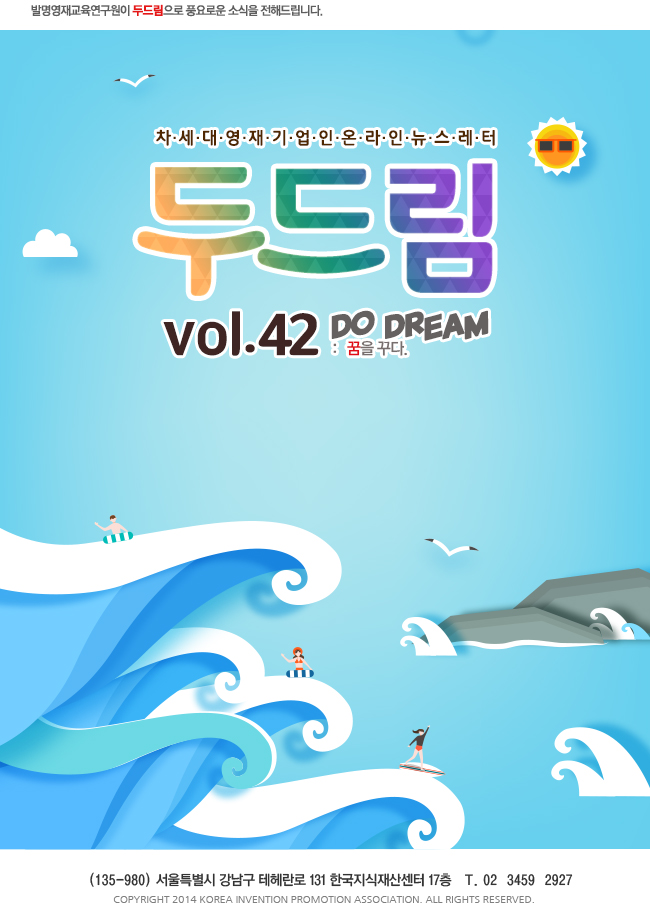 발명영재교육연구원이 두드림으로 풍요로운 소식을 전해드립니다.
차·세·대·영·재·기·업·인·온·라·인·뉴·스·레·터
두드림
vol.42 DO DREAM
: 꿈을 꾸다.
(135-980) 서울특별시 강남구 테헤란로 131 한국지식재산센터 17층 T. 02 3459 2927
COPYRIGHT 2014 KOREA INVENTION PROMOTION ASSOCIATION. ALL RIGHTS RESERVED.